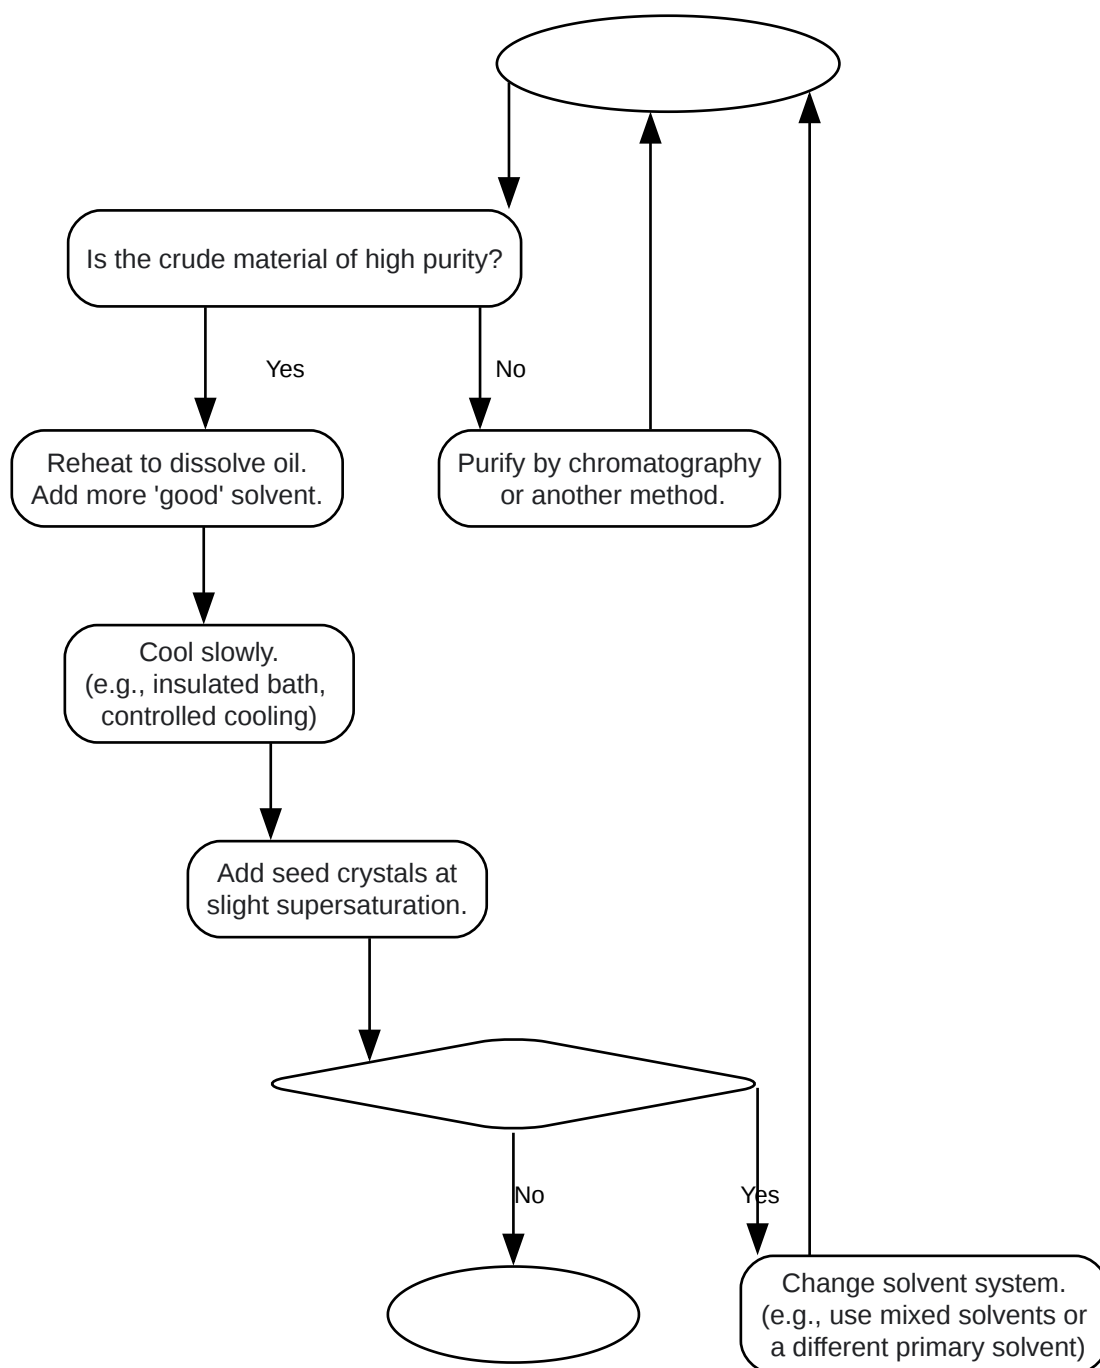 Is the crude material of high purity?
Yes
No
Reheat to dissolve oil.
Add more 'good' solvent.
Purify by chromatography
or another method.
Cool slowly.
(e.g., insulated bath,
controlled cooling)
Add seed crystals at
slight supersaturation.
No
Yes
Change solvent system.
(e.g., use mixed solvents or
a different primary solvent)